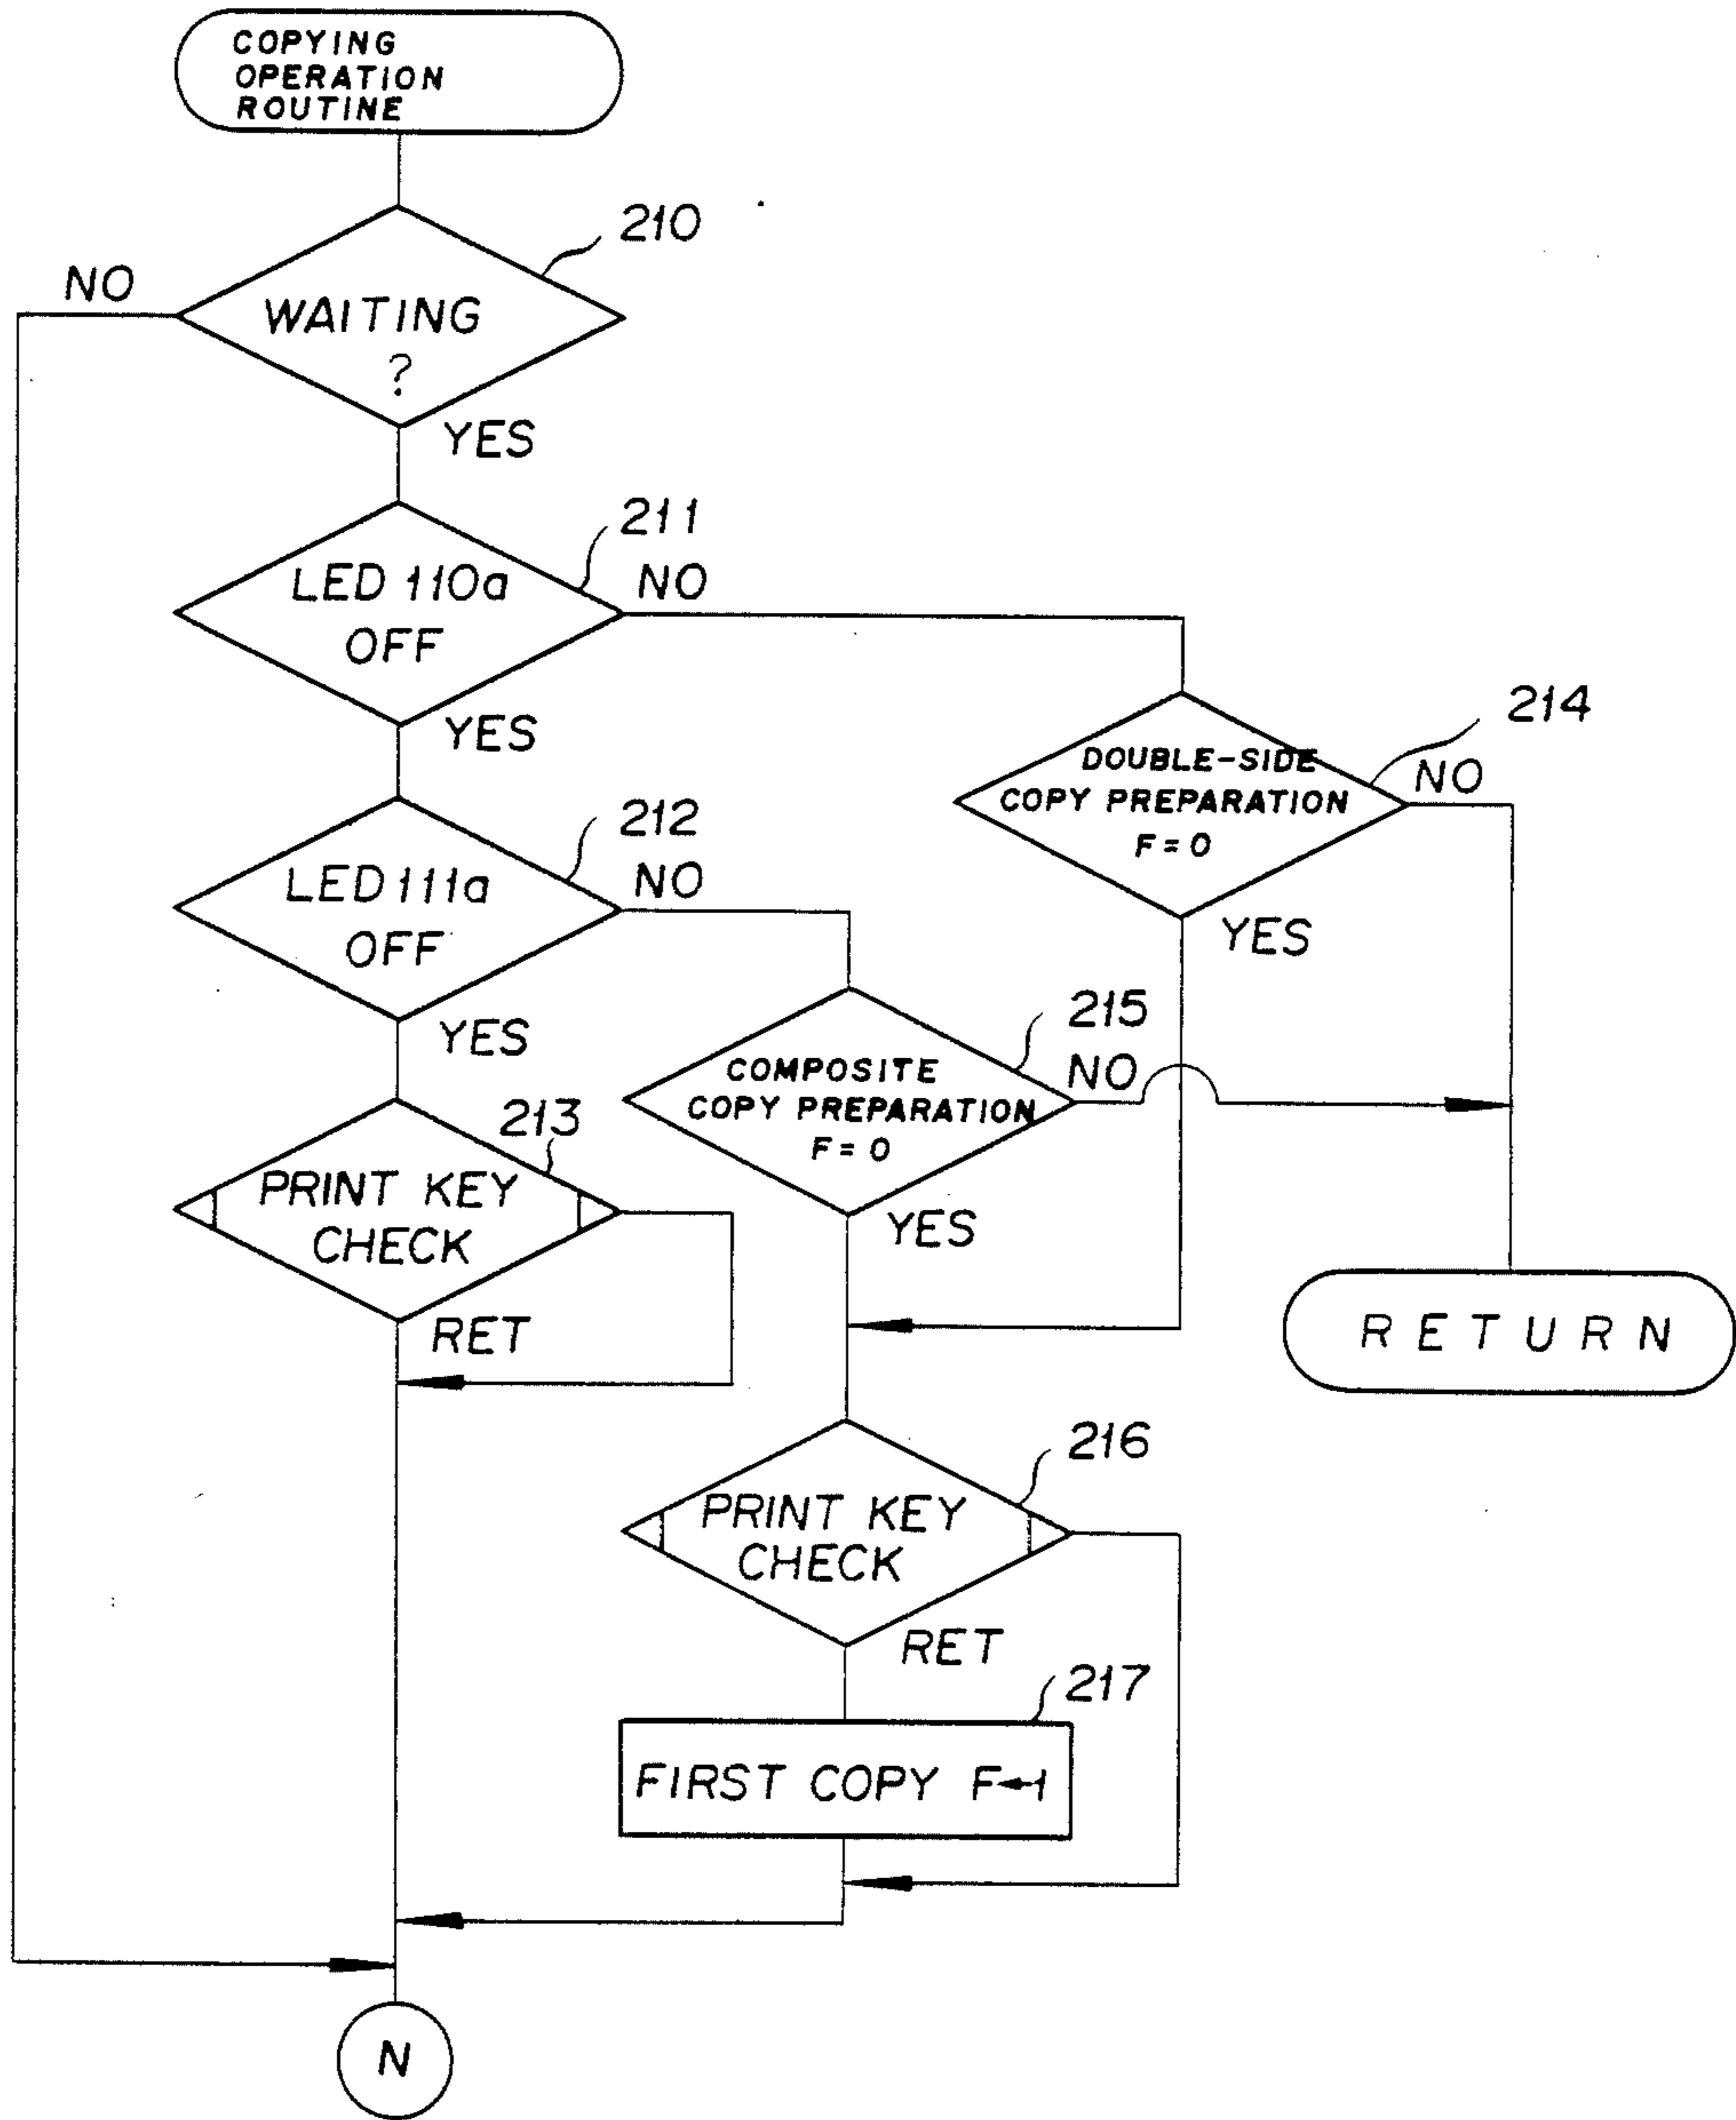 COPYING
OPERATION
ROUTINE
210
NO
WAITING
?
YES
211
LED 110a
OFF
NO
YES
214
DOUBLE-SIDE
COPY PREPARATION
F=0
NO
YES
212
LED 111a
OFF
NO
YES
215
COMPOSITE
COPY PREPARATION
F=0
NO
YES
213
PRINT KEY
CHECK
RET
RETURN
216
PRINT KEY
CHECK
RET
217
FIRST COPY F←1
N